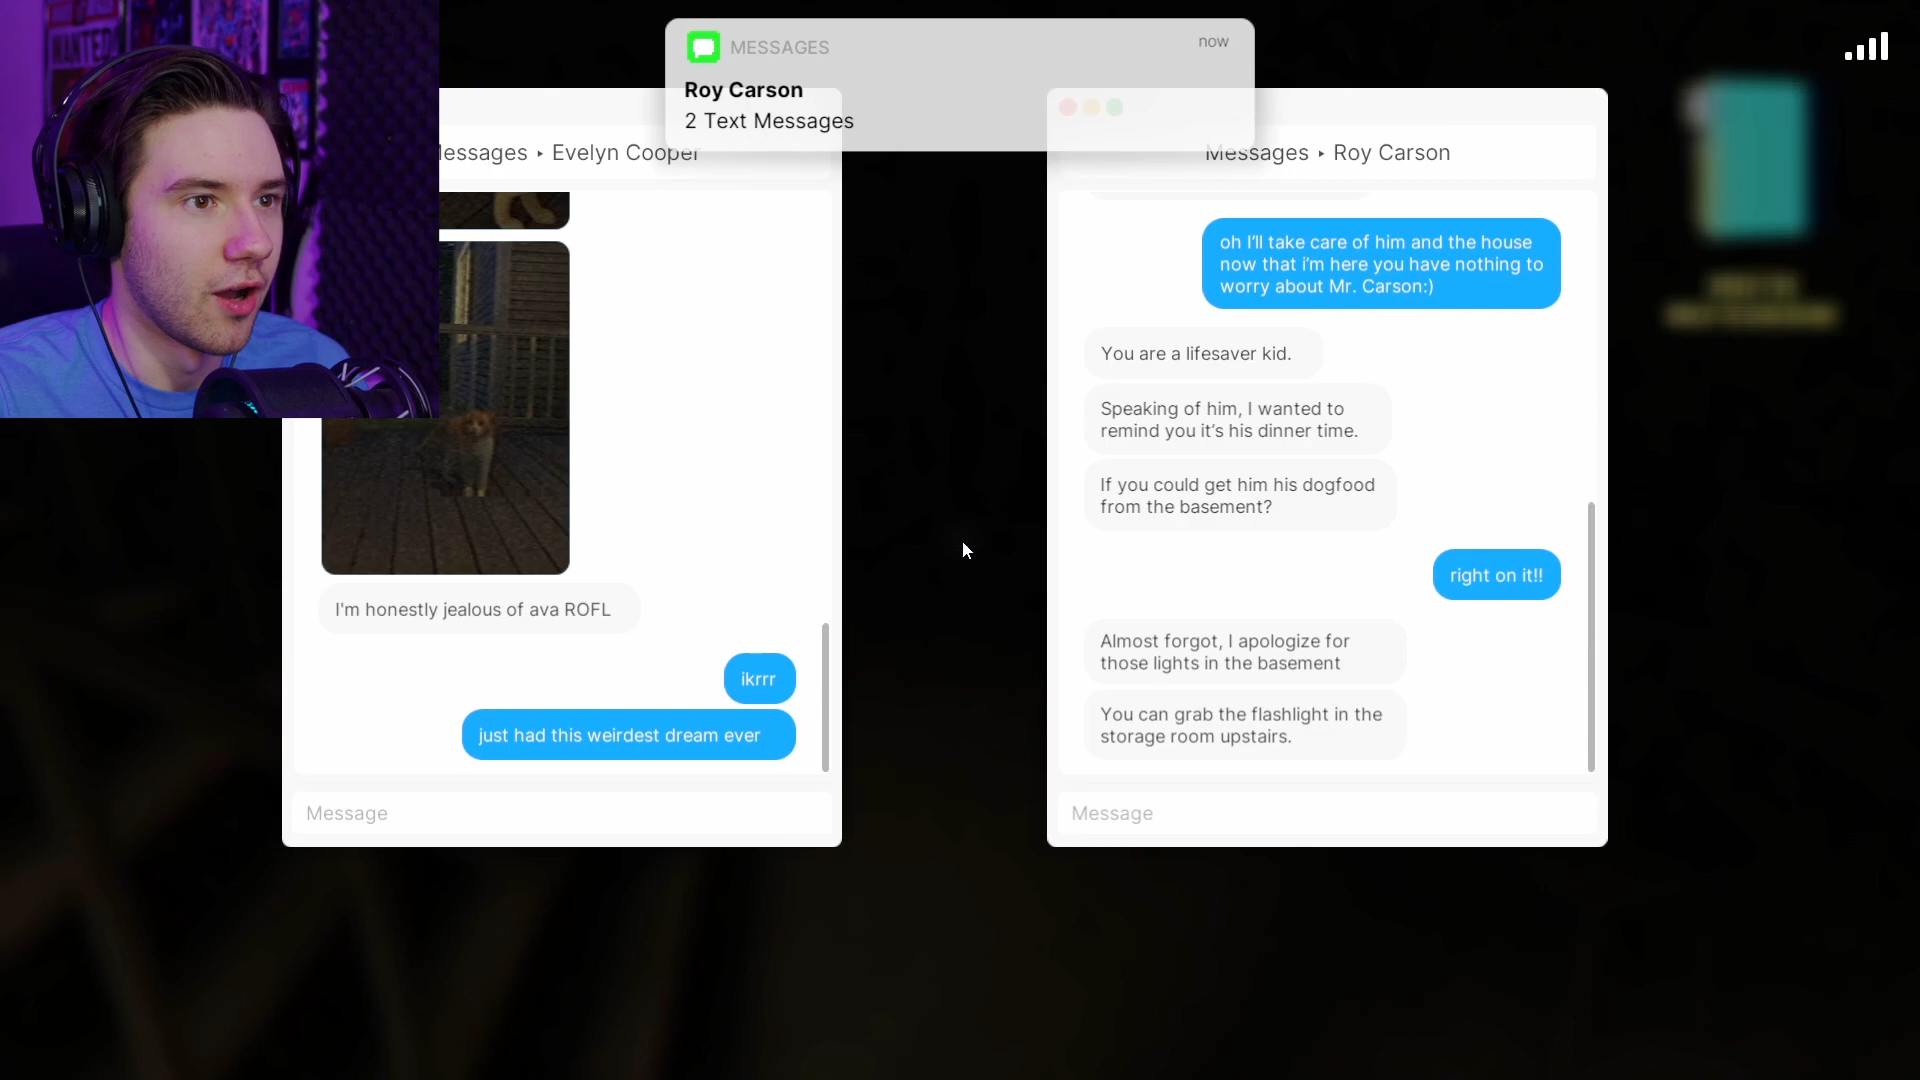 WANTED
MESSAGES
now
Roy Carson
2 Text Messages
Messages ▸ Evelyn Cooper
I'm honestly jealous of ava ROFL
ikrrr
just had this weirdest dream ever
Message
Messages ▸ Roy Carson
oh I'll take care of him and the house
now that i'm here you have nothing to
worry about Mr. Carson:)
You are a lifesaver kid.
Speaking of him, I wanted to
remind you it's his dinner time.
If you could get him his dogfood
from the basement?
right on it!!
Almost forgot, I apologize for
those lights in the basement
You can grab the flashlight in the
storage room upstairs.
Message